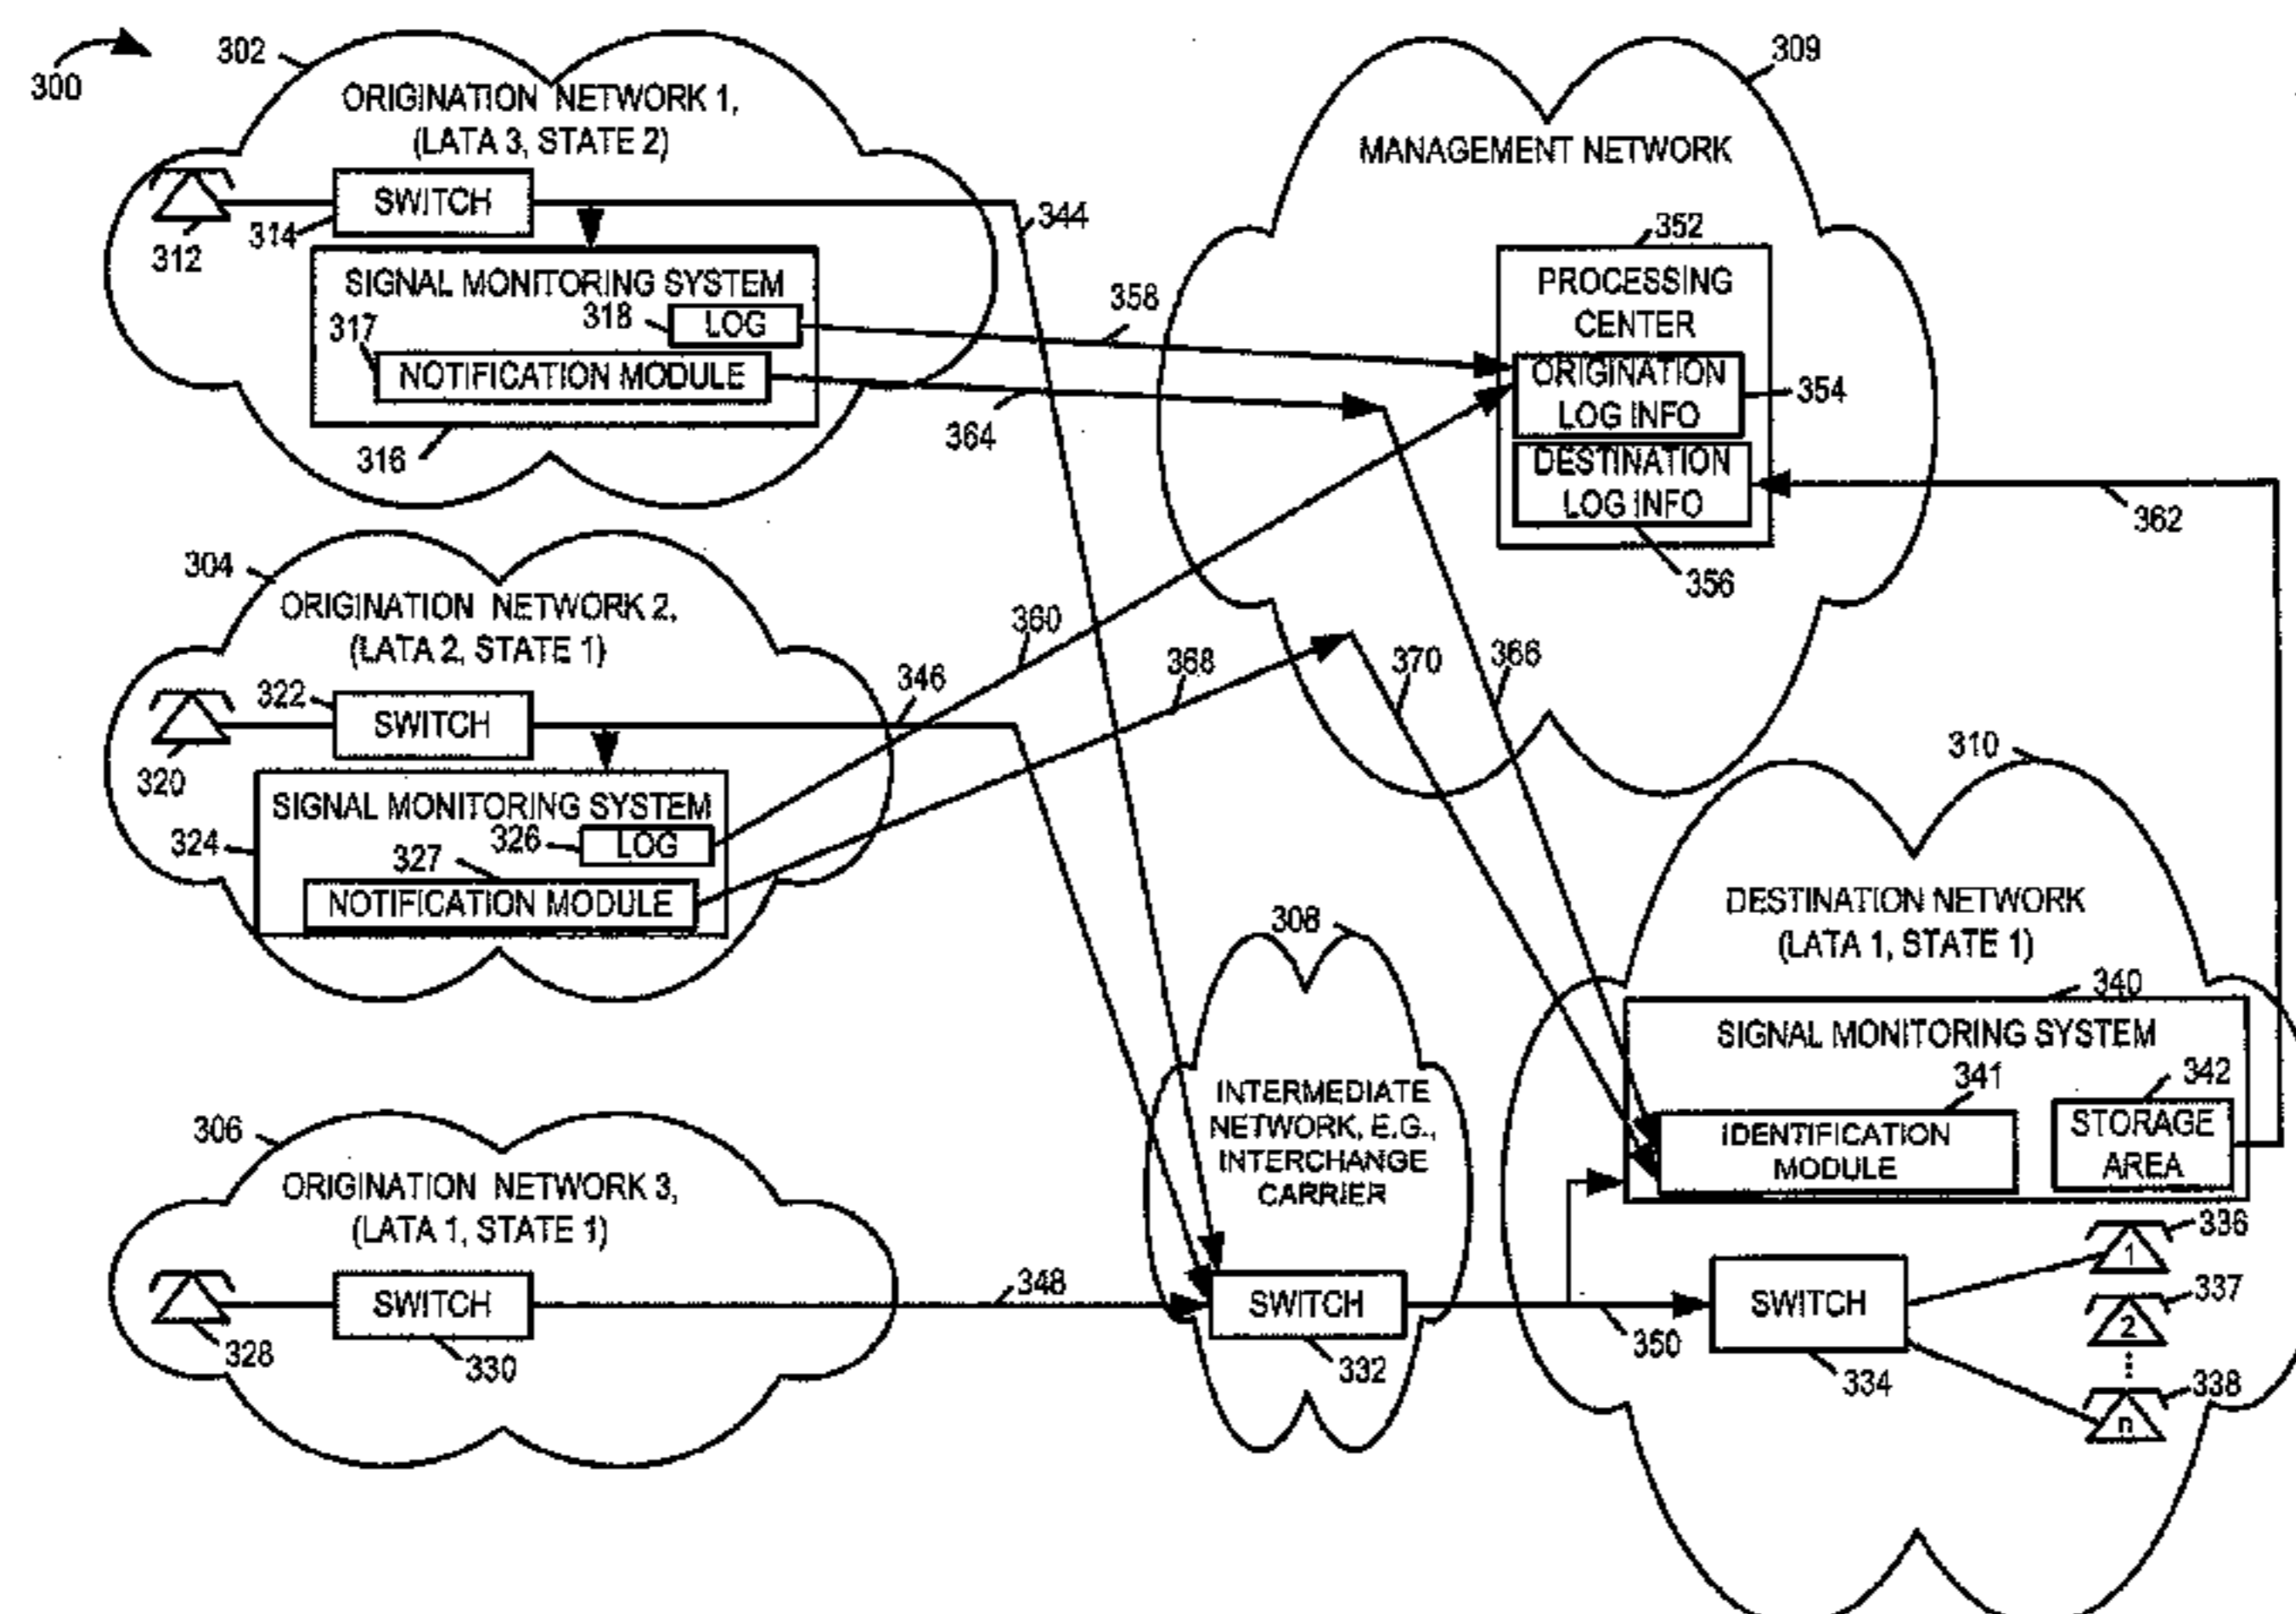 300
302
ORIGINATION NETWORK 1,
(LATA 3, STATE 2)
312
314
SWITCH
344
SIGNAL MONITORING SYSTEM
317
318
LOG
358
NOTIFICATION MODULE
364
316
309
MANAGEMENT NETWORK
352
PROCESSING
CENTER
ORIGINATION
LOG INFO
354
DESTINATION
LOG INFO
356
362
304
ORIGINATION NETWORK 2,
(LATA 2, STATE 1)
322
SWITCH
346
320
SIGNAL MONITORING SYSTEM
324
326
LOG
327
NOTIFICATION MODULE
360
368
370
366
306
ORIGINATION NETWORK 3,
(LATA 1, STATE 1)
SWITCH
348
328
330
308
INTERMEDIATE
NETWORK, E.G.,
INTERCHANGE
CARRIER
SWITCH
332
350
310
DESTINATION NETWORK
(LATA 1, STATE 1)
340
SIGNAL MONITORING SYSTEM
341
342
IDENTIFICATION
MODULE
STORAGE
AREA
SWITCH
334
1
336
2
337
n
338